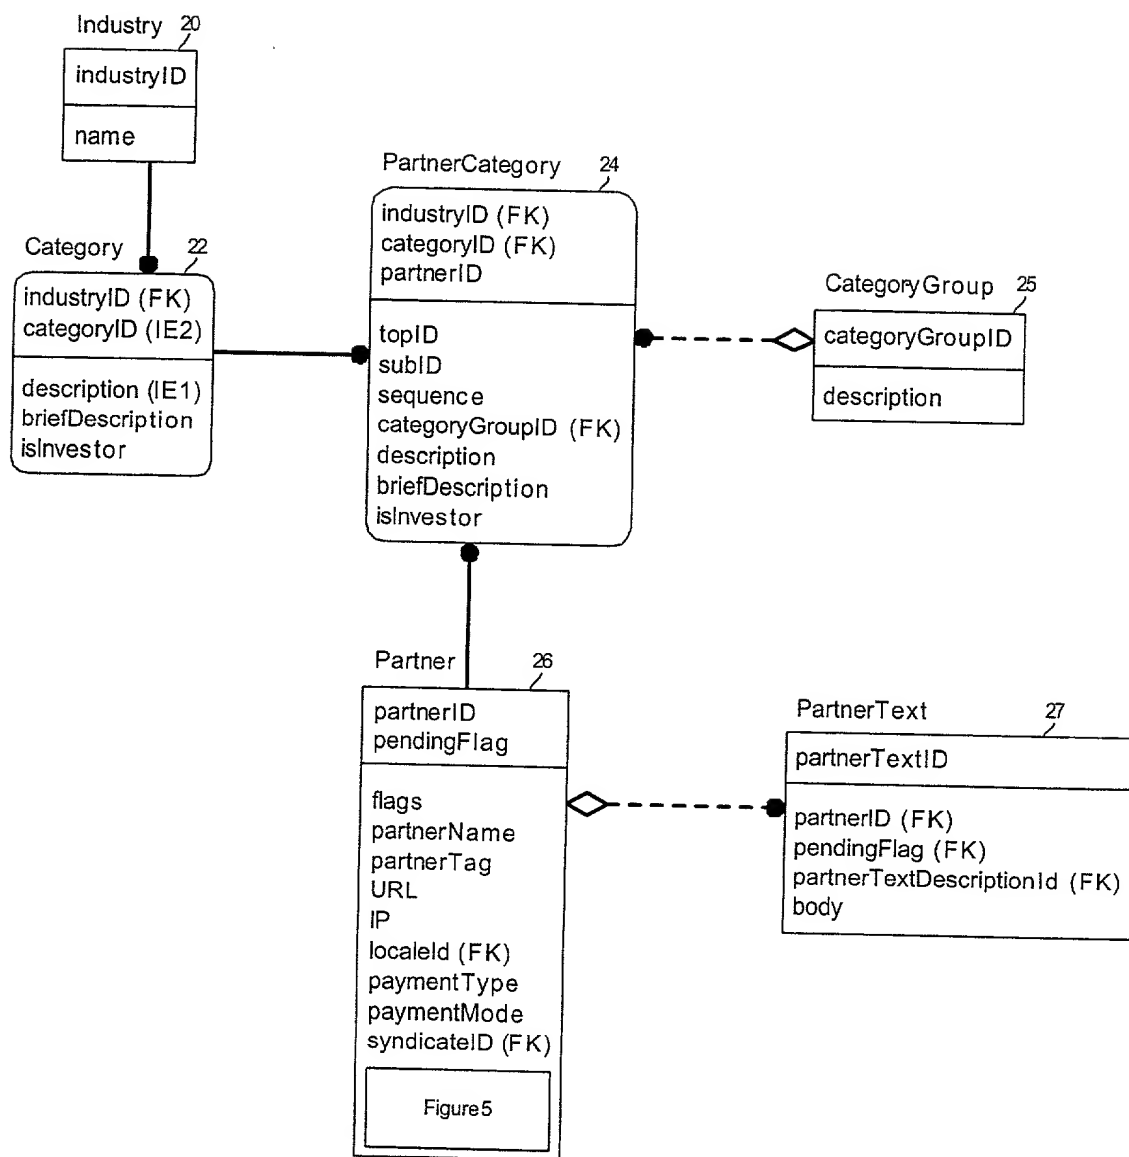 Industry 20
industryID
name
PartnerCategory 24
industryID (FK)
categoryID (FK)
partnerID
topID
subID
sequence
categoryGroupID (FK)
description
briefDescription
isInvestor
Category 22
industryID (FK)
categoryID (IE2)
description (IE1)
briefDescription
isInvestor
CategoryGroup 25
categoryGroupID
description
Partner 26
partnerID
pendingFlag
flags
partnerName
partnerTag
URL
IP
localeId (FK)
paymentType
paymentMode
syndicateID (FK)
Figure5
PartnerText 27
partnerTextID
partnerID (FK)
pendingFlag (FK)
partnerTextDescriptionId (FK)
body